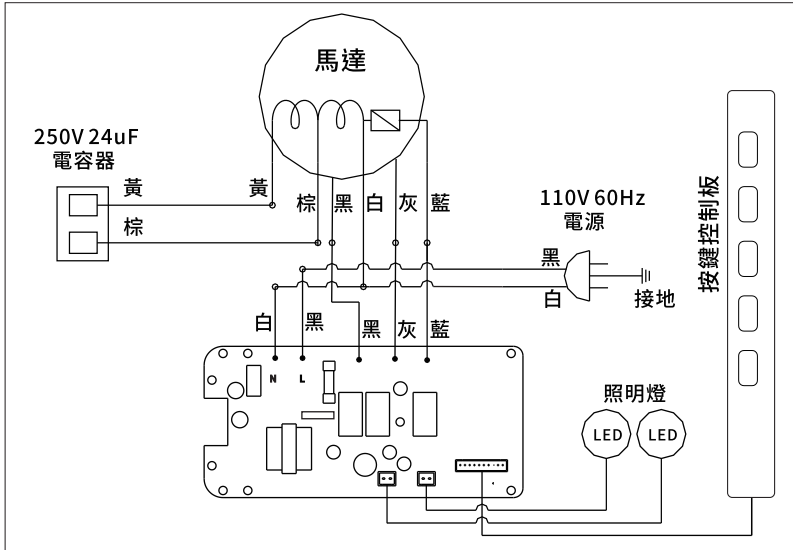 馬達
250V 24uF
電容器
黃
黃
棕
棕
黑
白
灰
藍
110V 60Hz
電源
黑
白
接地
按鍵控制板
白
黑
黑
灰
藍
N
L
照明燈
LED
LED